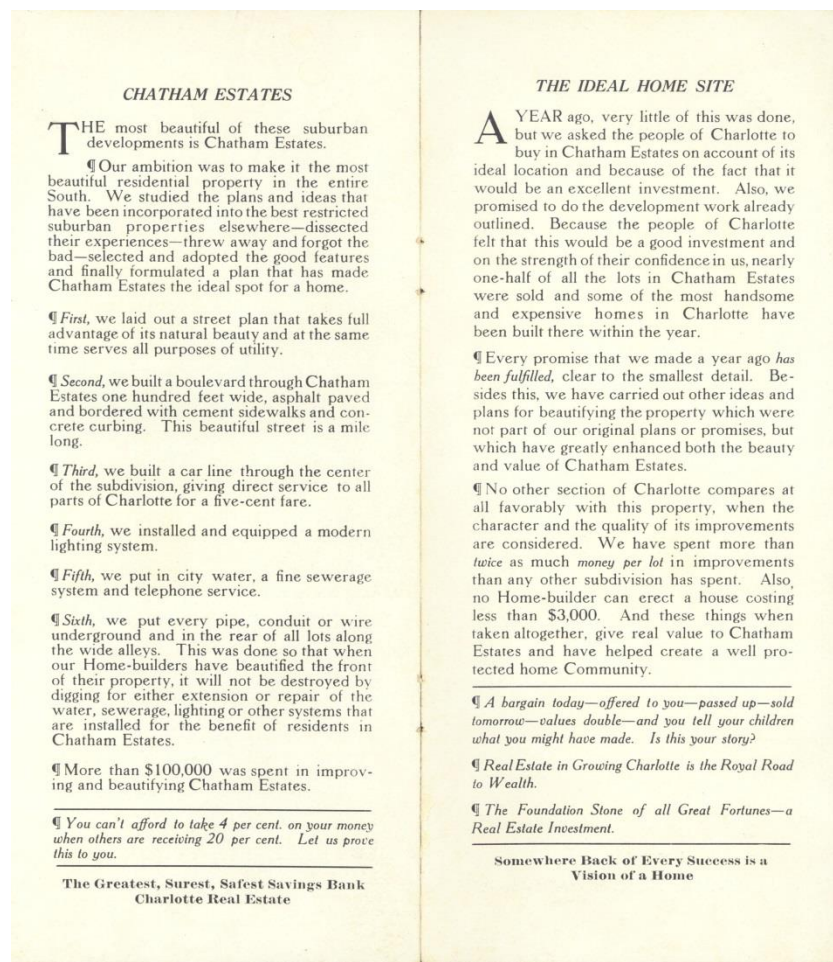 CHATHAM ESTATES
THE most beautiful of these suburban
developments is Chatham Estates.
¶ Our ambition was to make it the most
beautiful residential property in the entire
South. We studied the plans and ideas that
have been incorporated into the best restricted
suburban properties elsewhere—dissected
their experiences—threw away and forgot the
bad—selected and adopted the good features
and finally formulated a plan that has made
Chatham Estates the ideal spot for a home.
¶ First, we laid out a street plan that takes full
advantage of its natural beauty and at the same
time serves all purposes of utility.
¶ Second, we built a boulevard through Chatham
Estates one hundred feet wide, asphalt paved
and bordered with cement sidewalks and con-
crete curbing. This beautiful street is a mile
long.
¶ Third, we built a car line through the center
of the subdivision, giving direct service to all
parts of Charlotte for a five-cent fare.
¶ Fourth, we installed and equipped a modern
lighting system.
¶ Fifth, we put in city water, a fine sewerage
system and telephone service.
¶ Sixth, we put every pipe, conduit or wire
underground and in the rear of all lots along
the wide alleys. This was done so that when
our Home-builders have beautified the front
of their property, it will not be destroyed by
digging for either extension or repair of the
water, sewerage, lighting or other systems that
are installed for the benefit of residents in
Chatham Estates.
¶ More than $100,000 was spent in improv-
ing and beautifying Chatham Estates.
¶ You can't afford to take 4 per cent. on your money
when others are receiving 20 per cent. Let us prove
this to you.
The Greatest, Surest, Safest Savings Bank
Charlotte Real Estate
THE IDEAL HOME SITE
A YEAR ago, very little of this was done,
but we asked the people of Charlotte to
buy in Chatham Estates on account of its
ideal location and because of the fact that it
would be an excellent investment. Also, we
promised to do the development work already
outlined. Because the people of Charlotte
felt that this would be a good investment and
on the strength of their confidence in us, nearly
one-half of all the lots in Chatham Estates
were sold and some of the most handsome
and expensive homes in Charlotte have
been built there within the year.
¶ Every promise that we made a year ago has
been fulfilled, clear to the smallest detail. Be-
sides this, we have carried out other ideas and
plans for beautifying the property which were
not part of our original plans or promises, but
which have greatly enhanced both the beauty
and value of Chatham Estates.
¶ No other section of Charlotte compares at
all favorably with this property, when the
character and the quality of its improvements
are considered. We have spent more than
twice as much money per lot in improvements
than any other subdivision has spent. Also,
no Home-builder can erect a house costing
less than $3,000. And these things when
taken altogether, give real value to Chatham
Estates and have helped create a well pro-
tected home Community.
¶ A bargain today—offered to you—passed up—sold
tomorrow—values double—and you tell your children
what you might have made. Is this your story?
¶ Real Estate in Growing Charlotte is the Royal Road
to Wealth.
¶ The Foundation Stone of all Great Fortunes—a
Real Estate Investment.
Somewhere Back of Every Success is a
Vision of a Home